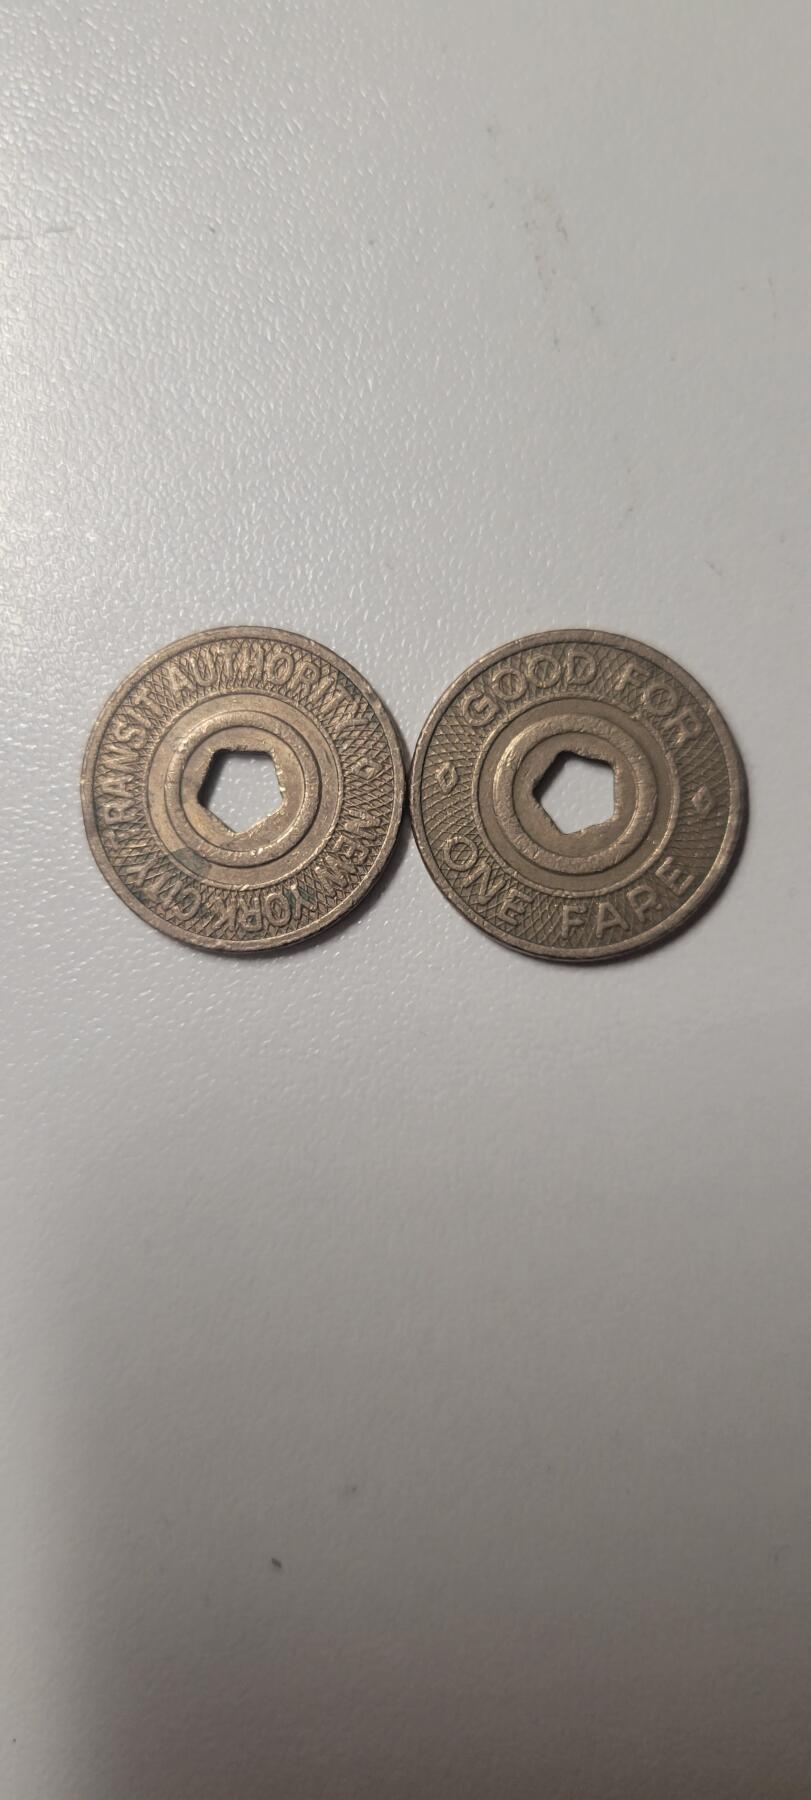 NEW YORK CITY TRANSIT AUTHORITY
GOOD FOR
ONE FARE